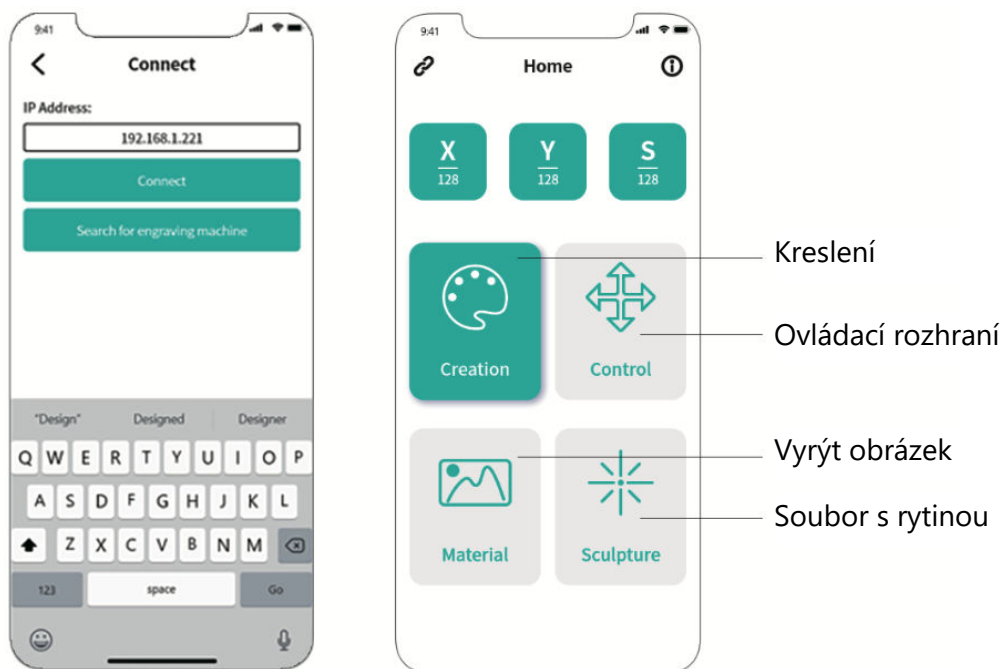 9:41
Connect
IP Address:
192.168.1.221
Connect
Search for engraving machine
"Design" Designed Designer
Q W E R T Y U I O P
A S D F G H J K L
Z X C V B N M
123 space Go
9:41
Home
X
128
Y
128
S
128
Creation
Control
Material
Sculpture
Kreslení
Ovládací rozhraní
Vyrýt obrázek
Soubor s rytinou